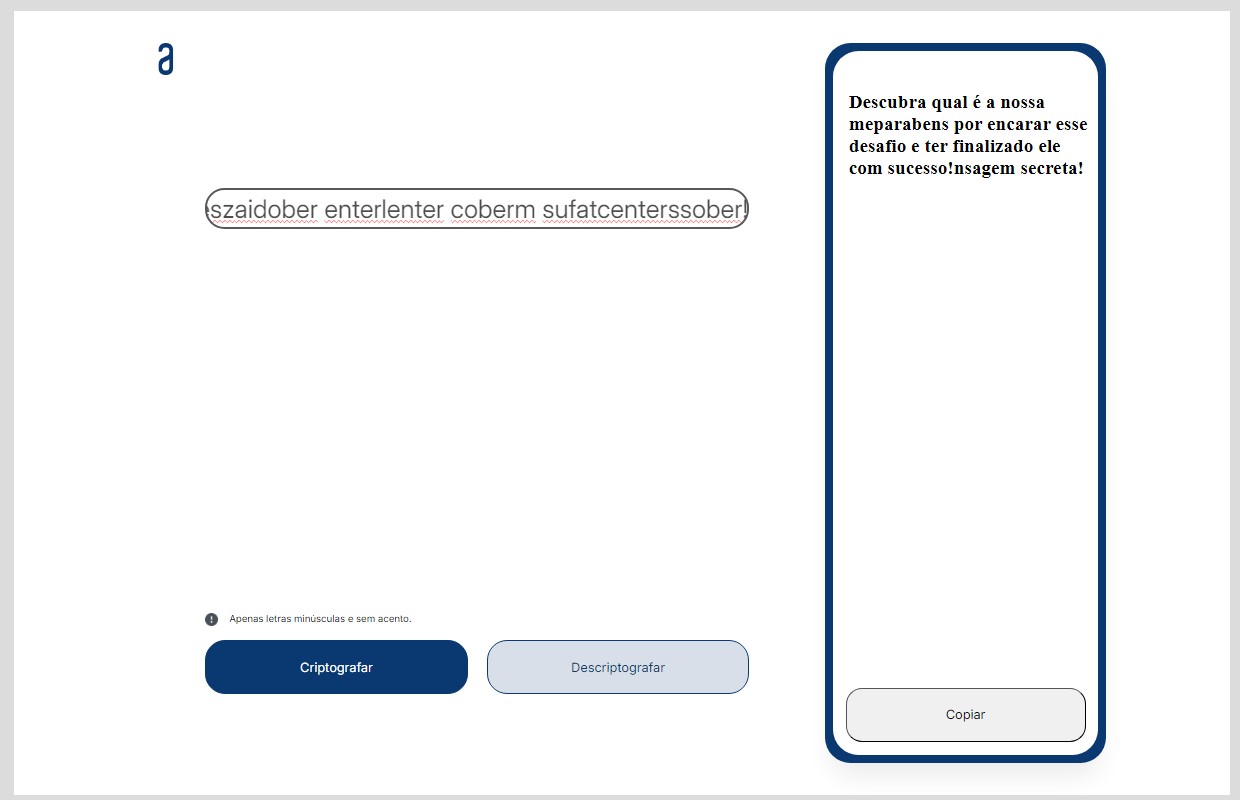 a
szaidober enterlenter coberm sufatcenterssober!
Descubra qual é a nossa
meparabens por encarar esse
desafio e ter finalizado ele
com sucesso!nsagem secreta!
Apenas letras minúsculas e sem acento.
Criptografar
Descriptografar
Copiar